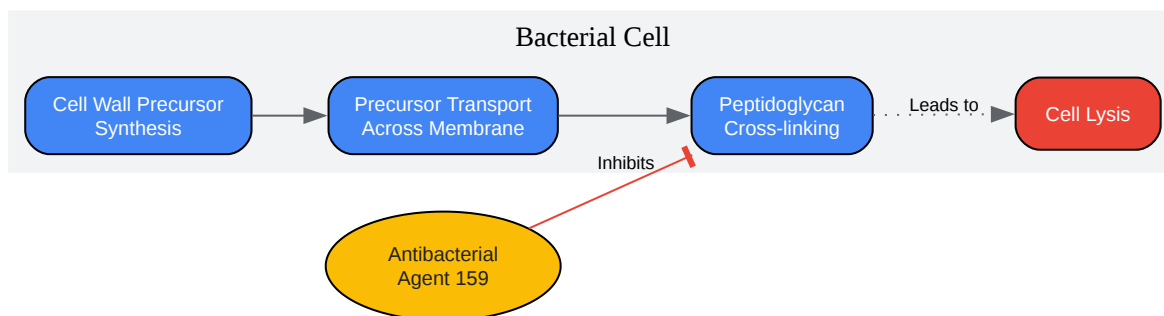 Bacterial Cell
Cell Wall Precursor
Synthesis
Precursor Transport
Across Membrane
Peptidoglycan
Cross-linking
Leads to
Cell Lysis
Inhibits
Antibacterial
Agent 159